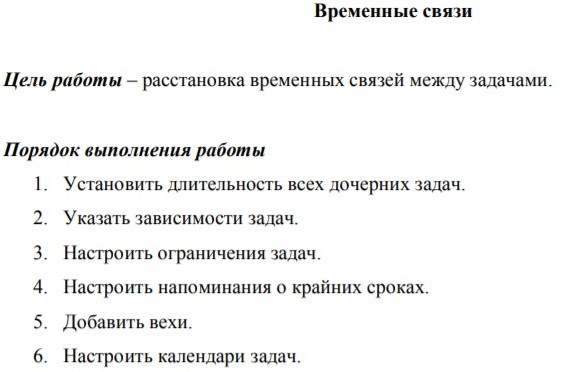 Временные связи
Цель работы – расстановка временных связей между задачами.
Порядок выполнения работы
1. Установить длительность всех дочерних задач.
2. Указать зависимости задач.
3. Настроить ограничения задач.
4. Настроить напоминания о крайних сроках.
5. Добавить вехи.
6. Настроить календари задач.